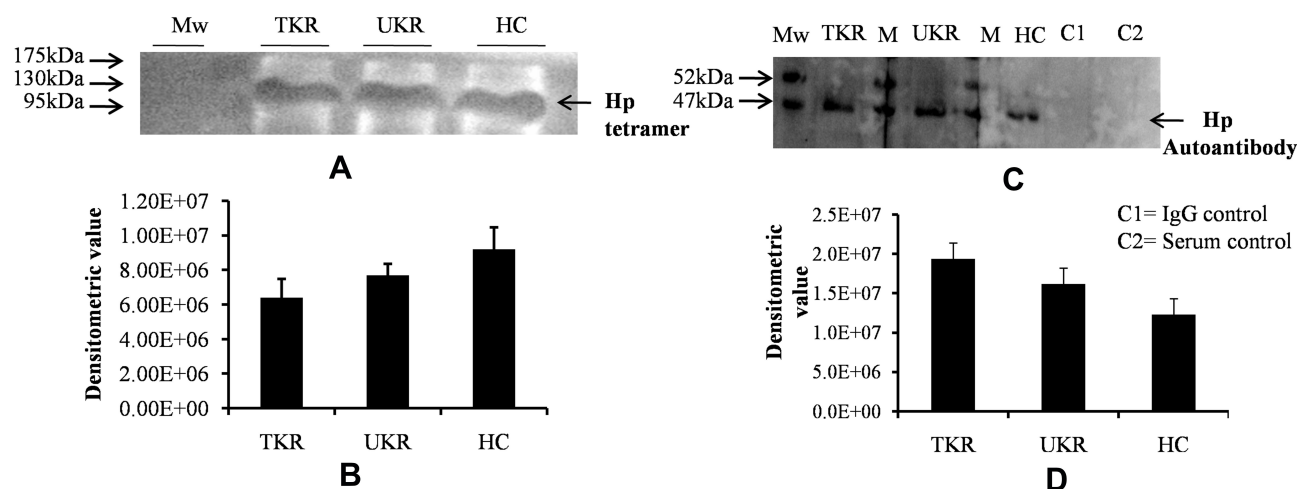 Mw TKR UKR HC
175kDa
130kDa
95kDa
Hp
tetramer
A
Densitometric value
1.20E+07
1.00E+07
8.00E+06
6.00E+06
4.00E+06
2.00E+06
0.00E+00
TKR UKR HC
B
Mw TKR M UKR M HC C1 C2
52kDa
47kDa
Hp
Autoantibody
C
C1= IgG control
C2= Serum control
Densitometric
value
2.5E+07
2.0E+07
1.5E+07
1.0E+07
5.0E+06
0.0E+00
TKR UKR HC
D